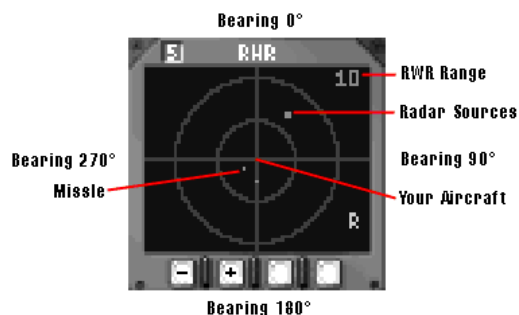 Bearing 0°
5 RWR
10
RWR Range
Radar Sources
Bearing 270°
Bearing 90°
Missle
Your Aircraft
R
- +
Bearing 180°